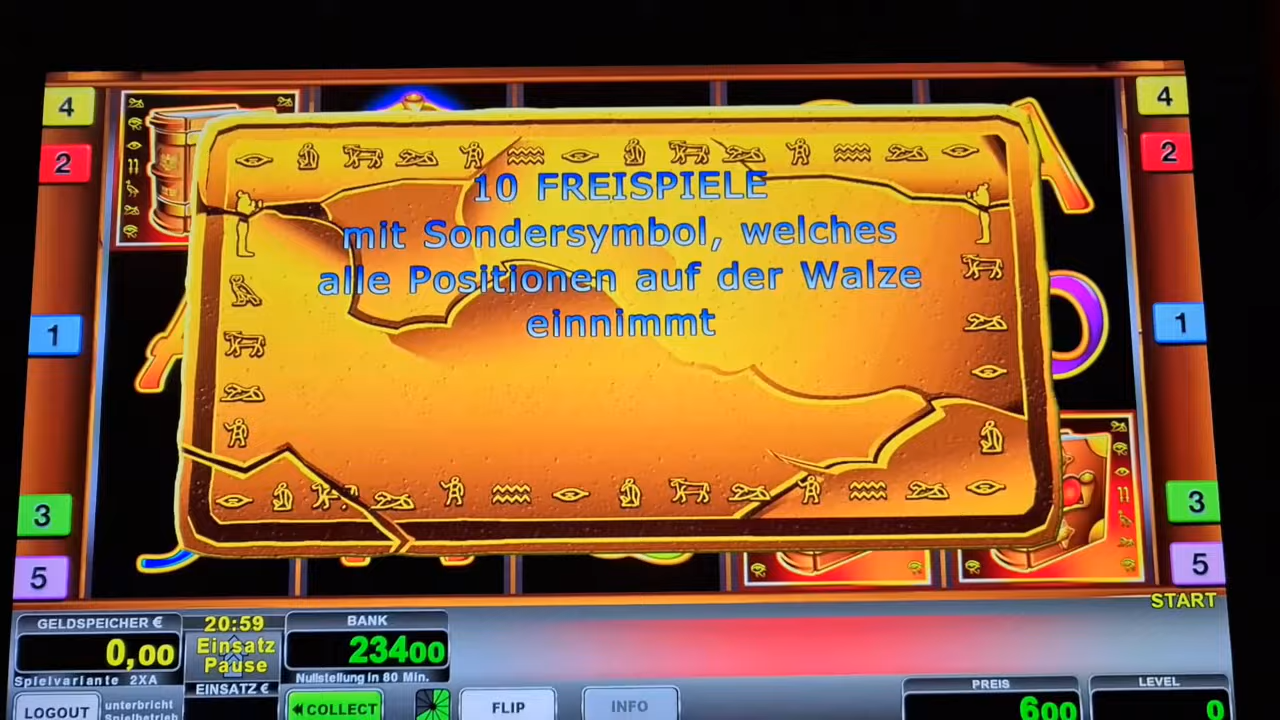 4
4
2
2
10 FREISPIELE
mit Sondersymbol, welches
alle Positionen auf der Walze
einnimmt
1
1
3
3
5
5
START
GELDSPEICHER €
20:59
BANK
0,00
Einsatz
Pause
23400
Spielvariante 2XA
EINSATZ €
Nullstellung in 80 Min.
LOGOUT
unterbricht
Spielbetrieb
COLLECT
FLIP
INFO
PREIS
600
LEVEL
0